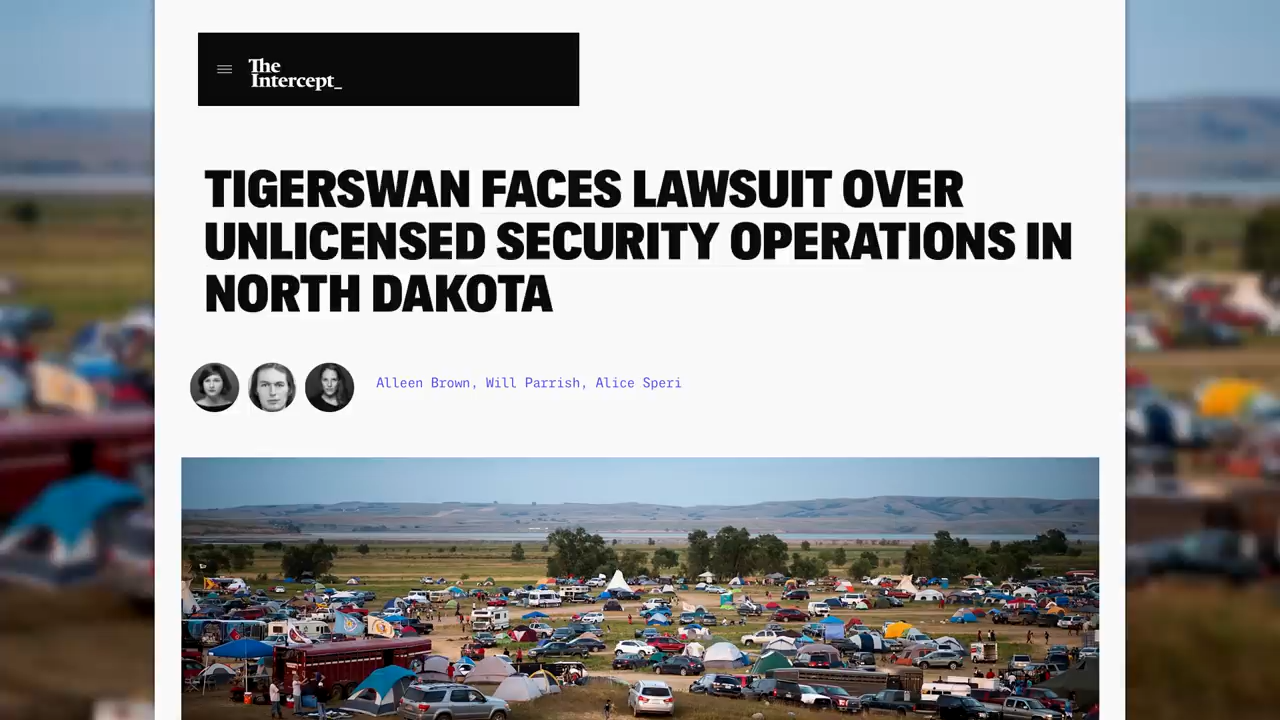 The
Intercept_
TIGERSWAN FACES LAWSUIT OVER
UNLICENSED SECURITY OPERATIONS IN
NORTH DAKOTA
Alleen Brown, Will Parrish, Alice Speri